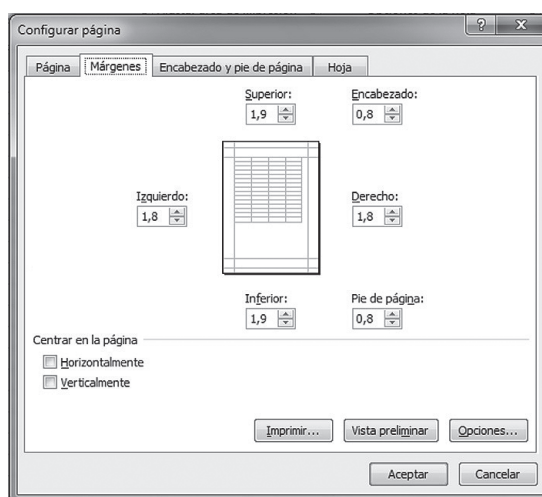 Configurar página
Página Márgenes Encabezado y pie de página Hoja
Superior: Encabezado:
1,9 0,8
Izquierdo: Derecho:
1,8 1,8
Inferior: Pie de página:
1,9 0,8
Centrar en la página
Horizontalmente
Verticalmente
Imprimir... Vista preliminar Opciones...
Aceptar Cancelar